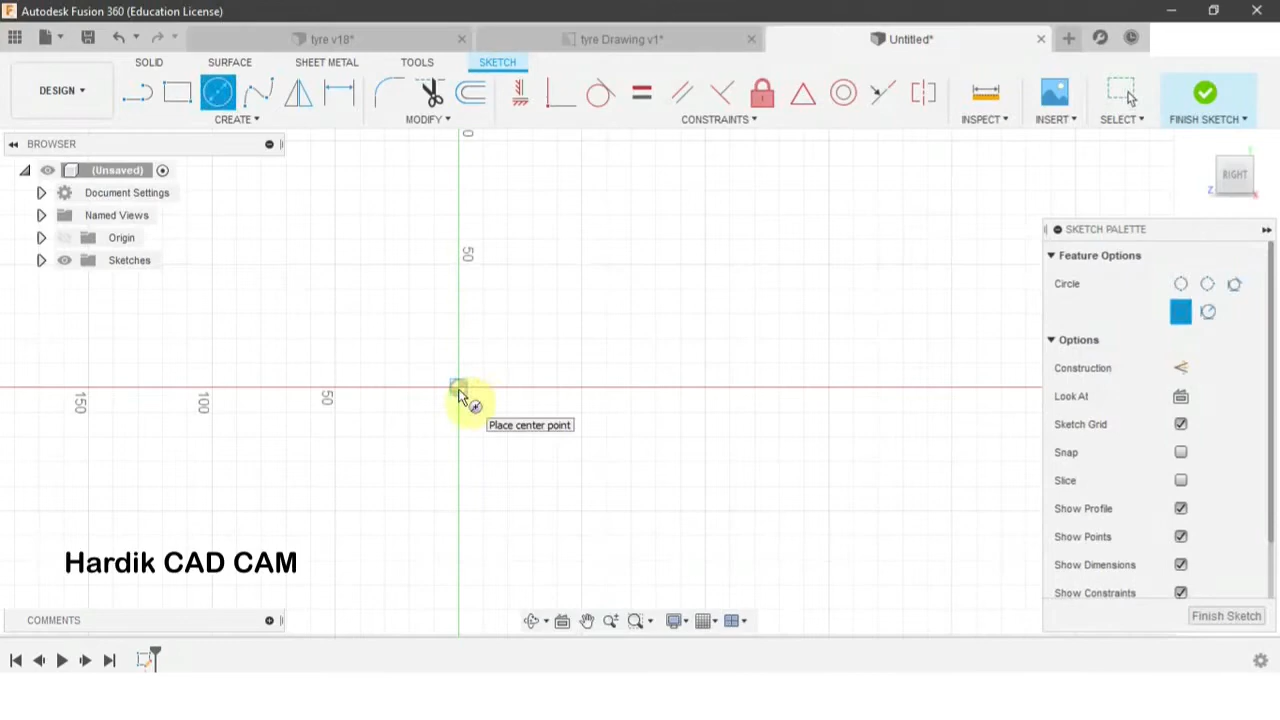 Autodesk Fusion 360 (Education License)
tyre v18*
tyre Drawing v1*
Untitled*
SOLID
SURFACE
SHEET METAL
TOOLS
SKETCH
DESIGN
CREATE
MODIFY
CONSTRAINTS
INSPECT
INSERT
SELECT
FINISH SKETCH
BROWSER
(Unsaved)
Document Settings
Named Views
Origin
Sketches
0
50
150
100
50
Place center point
RIGHT
Z
X
Y
SKETCH PALETTE
Feature Options
Circle
Options
Construction
Look At
Sketch Grid
Snap
Slice
Show Profile
Show Points
Show Dimensions
Show Constraints
Finish Sketch
Hardik CAD CAM
COMMENTS